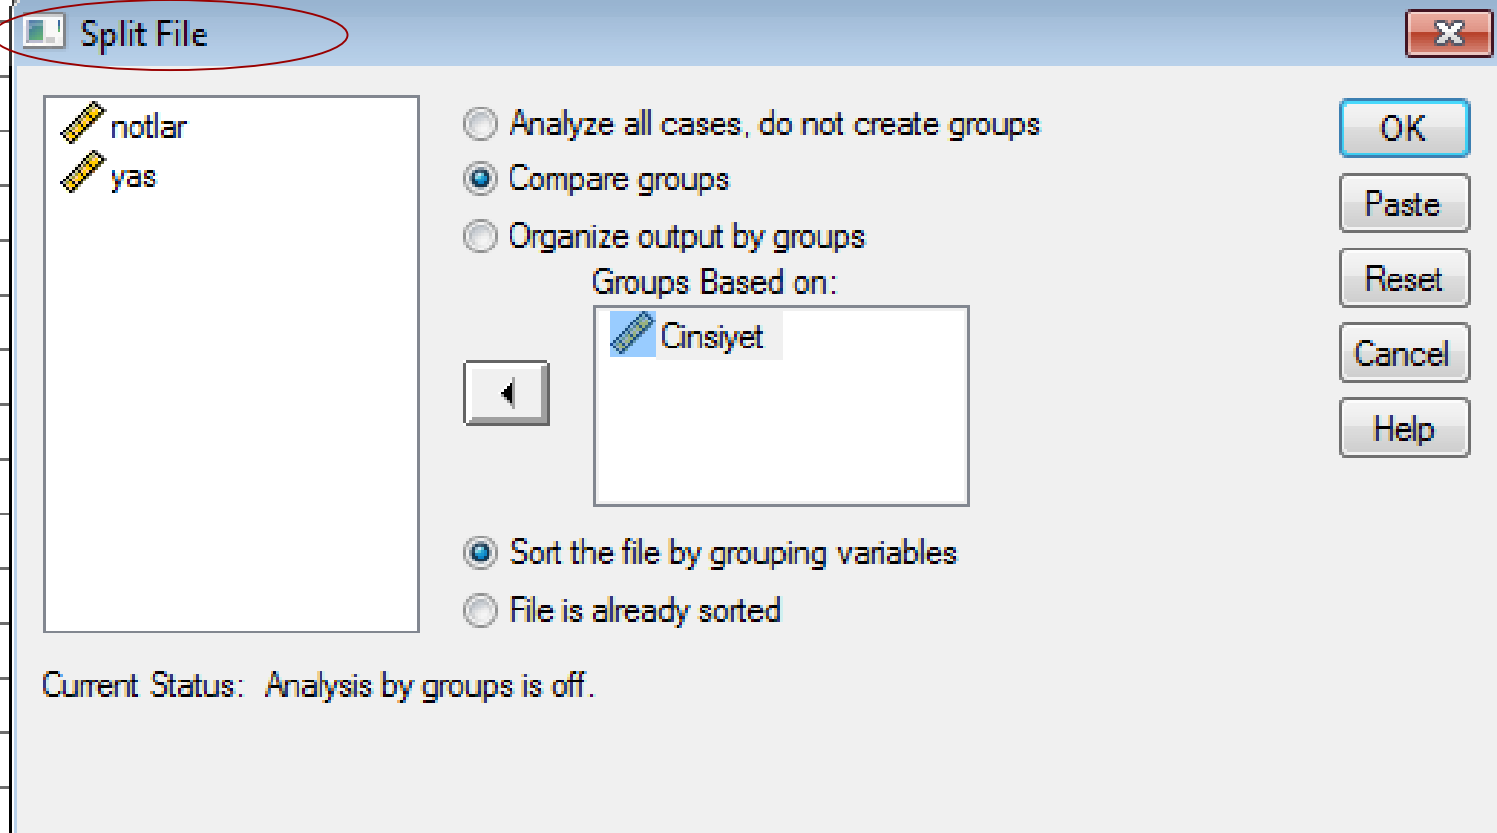 Split File
notlar
yas
Analyze all cases, do not create groups
Compare groups
Organize output by groups
Groups Based on:
Cinsiyet
Sort the file by grouping variables
File is already sorted
Current Status: Analysis by groups is off.
OK
Paste
Reset
Cancel
Help